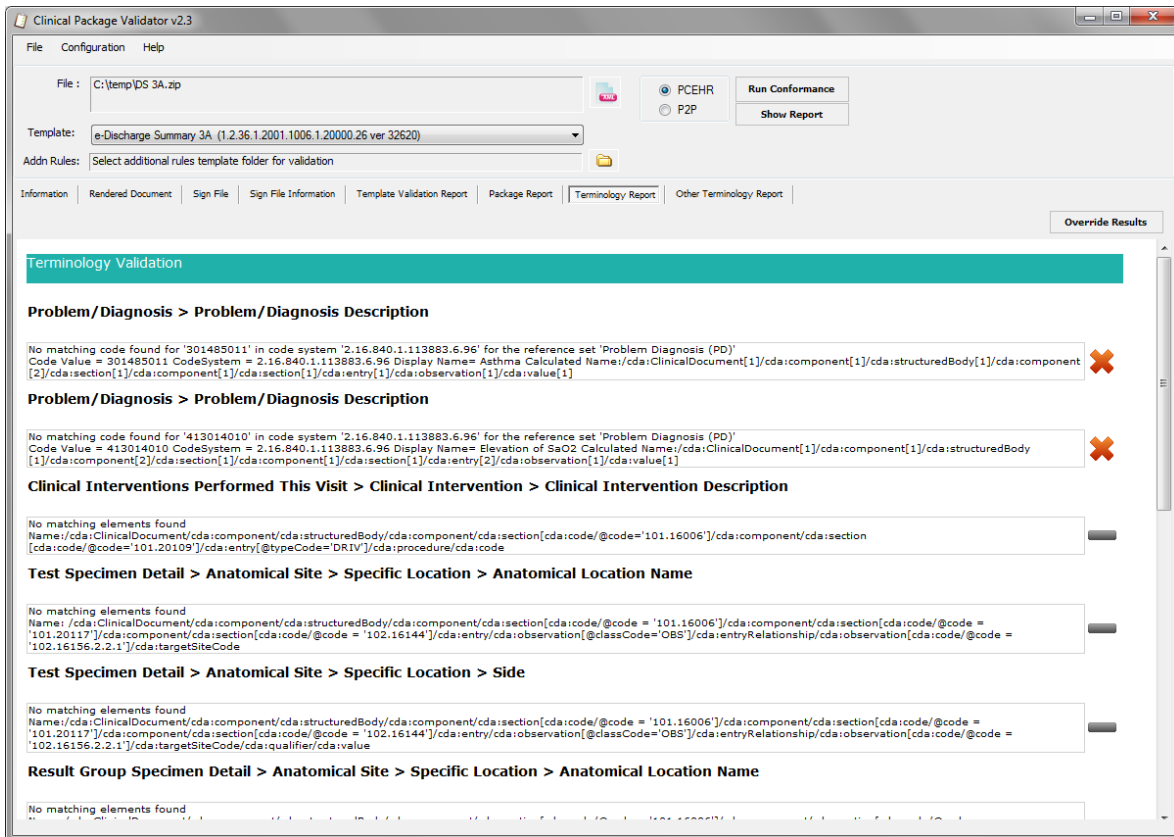 Clinical Package Validator v2.3
File Configuration Help
File : C:\temp\DS 3A.zip
XML
PCEHR
Run Conformance
P2P
Show Report
Template: e-Discharge Summary 3A (1.2.36.1.2001.1006.1.20000.26 ver 32620)
Addn Rules: Select additional rules template folder for validation
Information Rendered Document Sign File Sign File Information Template Validation Report Package Report Terminology Report Other Terminology Report
Override Results
Terminology Validation
Problem/Diagnosis > Problem/Diagnosis Description
No matching code found for '301485011' in code system '2.16.840.1.113883.6.96' for the reference set 'Problem Diagnosis (PD)'
Code Value = 301485011 CodeSystem = 2.16.840.1.113883.6.96 Display Name= Asthma Calculated Name:/cda:ClinicalDocument[1]/cda:component[1]/cda:structuredBody[1]/cda:component
[2]/cda:section[1]/cda:component[1]/cda:section[1]/cda:entry[1]/cda:observation[1]/cda:value[1]
Problem/Diagnosis > Problem/Diagnosis Description
No matching code found for '413014010' in code system '2.16.840.1.113883.6.96' for the reference set 'Problem Diagnosis (PD)'
Code Value = 413014010 CodeSystem = 2.16.840.1.113883.6.96 Display Name= Elevation of SaO2 Calculated Name:/cda:ClinicalDocument[1]/cda:component[1]/cda:structuredBody
[1]/cda:component[2]/cda:section[1]/cda:component[1]/cda:section[1]/cda:entry[2]/cda:observation[1]/cda:value[1]
Clinical Interventions Performed This Visit > Clinical Intervention > Clinical Intervention Description
No matching elements found
Name:/cda:ClinicalDocument/cda:component/cda:structuredBody/cda:component/cda:section[cda:code/@code='101.16006']/cda:component/cda:section
[cda:code/@code='101.20109']/cda:entry[@typeCode='DRIV']/cda:procedure/cda:code
Test Specimen Detail > Anatomical Site > Specific Location > Anatomical Location Name
No matching elements found
Name: /cda:ClinicalDocument/cda:component/cda:structuredBody/cda:component/cda:section[cda:code/@code = '101.16006']/cda:component/cda:section[cda:code/@code =
'101.20117']/cda:component/cda:section[cda:code/@code = '102.16144']/cda:entry/cda:observation[@classCode='OBS']/cda:entryRelationship/cda:observation[cda:code/@code =
'102.16156.2.2.1']/cda:targetSiteCode
Test Specimen Detail > Anatomical Site > Specific Location > Side
No matching elements found
Name:/cda:ClinicalDocument/cda:component/cda:structuredBody/cda:component/cda:section[cda:code/@code = '101.16006']/cda:component/cda:section[cda:code/@code =
'101.20117']/cda:component/cda:section[cda:code/@code = '102.16144']/cda:entry/cda:observation[@classCode='OBS']/cda:entryRelationship/cda:observation[cda:code/@code =
'102.16156.2.2.1']/cda:targetSiteCode/cda:qualifier/cda:value
Result Group Specimen Detail > Anatomical Site > Specific Location > Anatomical Location Name
No matching elements found